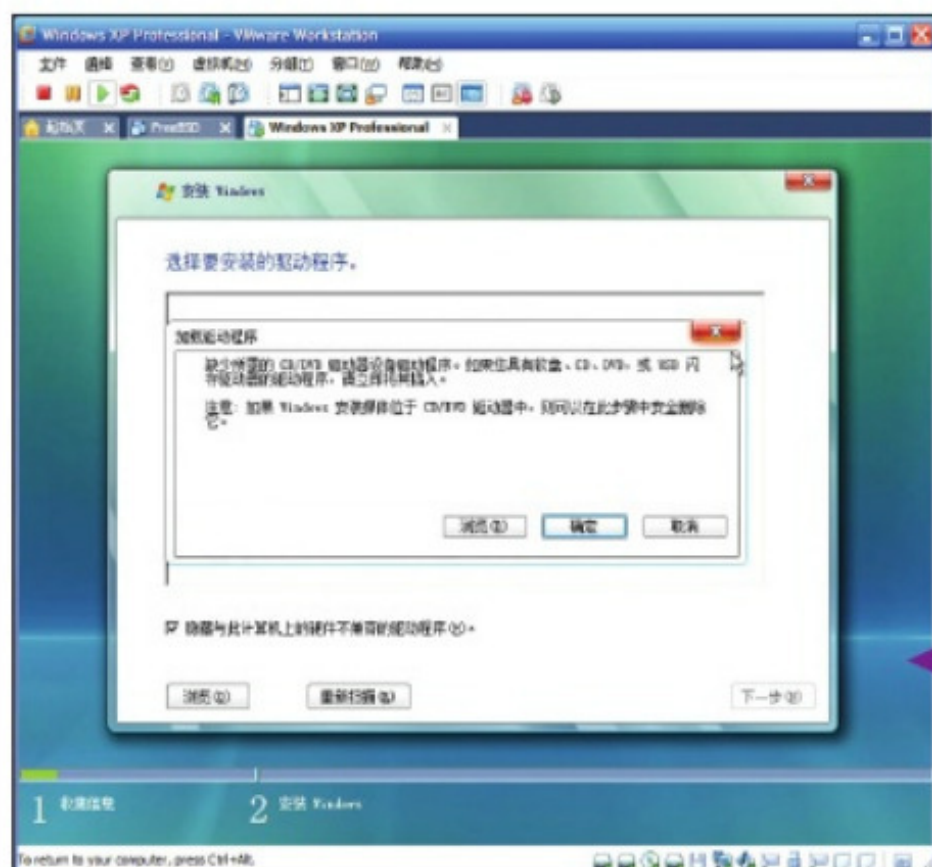 Windows XP Professional - VMware Workstation
文件 编辑 查看(V) 虚拟机(M) 分组(T) 窗口(W) 帮助(H)
起始页 FreeBSD Windows XP Professional
安装 Windows
选择要安装的驱动程序。
加载驱动程序
缺少所需的 CD/DVD 驱动器设备驱动程序。如果您具有软盘、CD、DVD、或 USB 闪
存驱动器的驱动程序，请立即将其插入。
注意: 如果 Windows 安装媒体位于 CD/DVD 驱动器中，则可以在此步骤中安全删除
它。
浏览(R) 确定 取消
隐藏与此计算机上的硬件不兼容的驱动程序(H)。
浏览 重新扫描 下一步(N)
1 收集信息 2 安装 Windows
To return to your computer, press Ctrl+Alt.